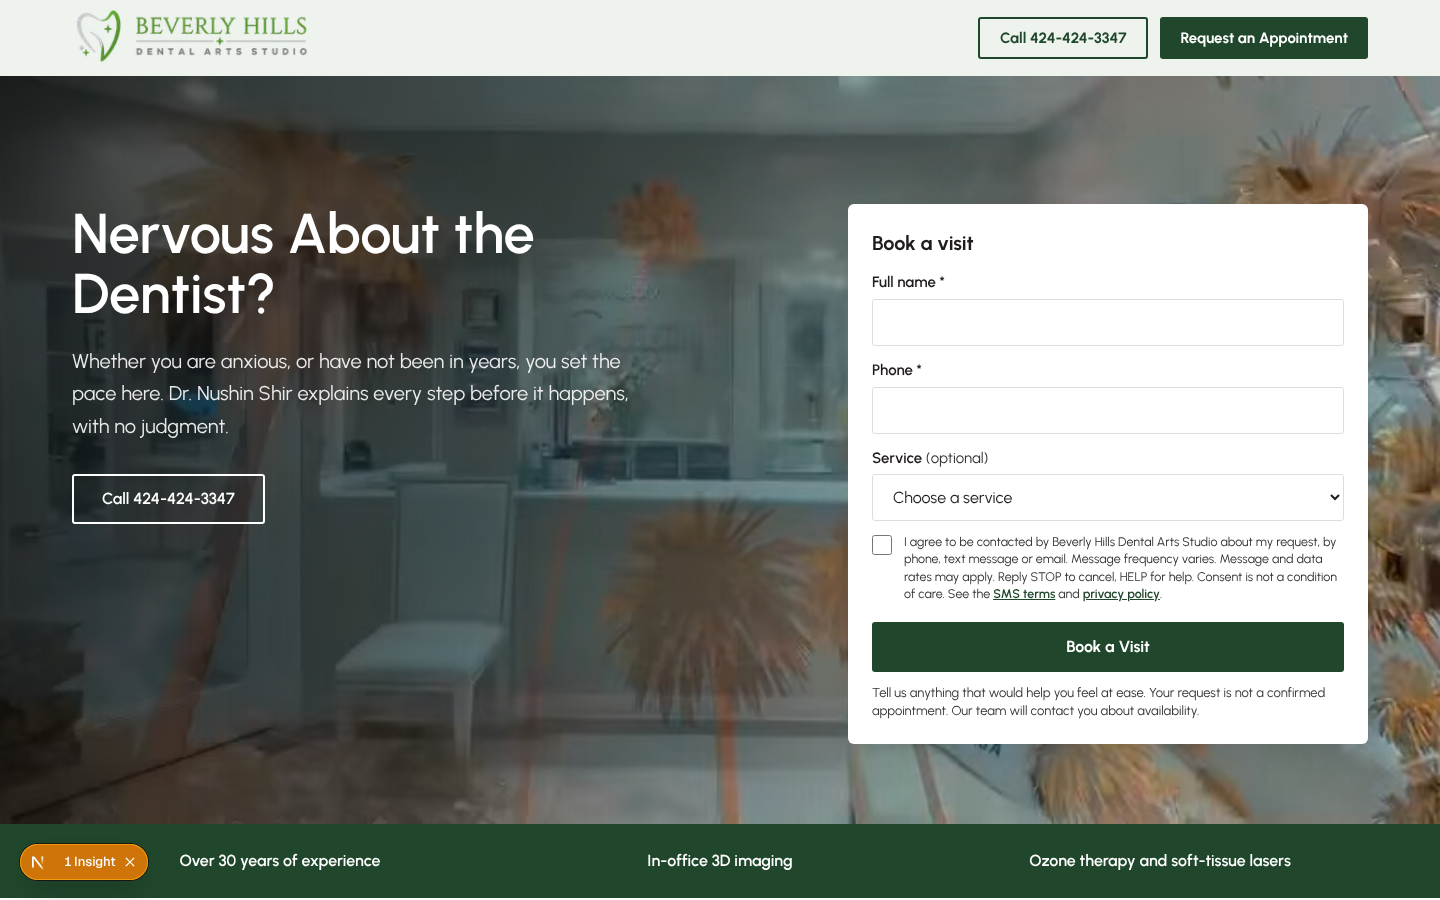 BEVERLY HILLS
DENTAL ARTS STUDIO
Call 424-424-3347
Request an Appointment
Nervous About the
Dentist?
Whether you are anxious, or have not been in years, you set the
pace here. Dr. Nushin Shir explains every step before it happens,
with no judgment.
Call 424-424-3347
Book a visit
Full name *
Phone *
Service (optional)
Choose a service
I agree to be contacted by Beverly Hills Dental Arts Studio about my request, by
phone, text message or email. Message frequency varies. Message and data
rates may apply. Reply STOP to cancel, HELP for help. Consent is not a condition
of care. See the SMS terms and privacy policy.
Book a Visit
Tell us anything that would help you feel at ease. Your request is not a confirmed
appointment. Our team will contact you about availability.
N 1 Insight
Over 30 years of experience
In-office 3D imaging
Ozone therapy and soft-tissue lasers